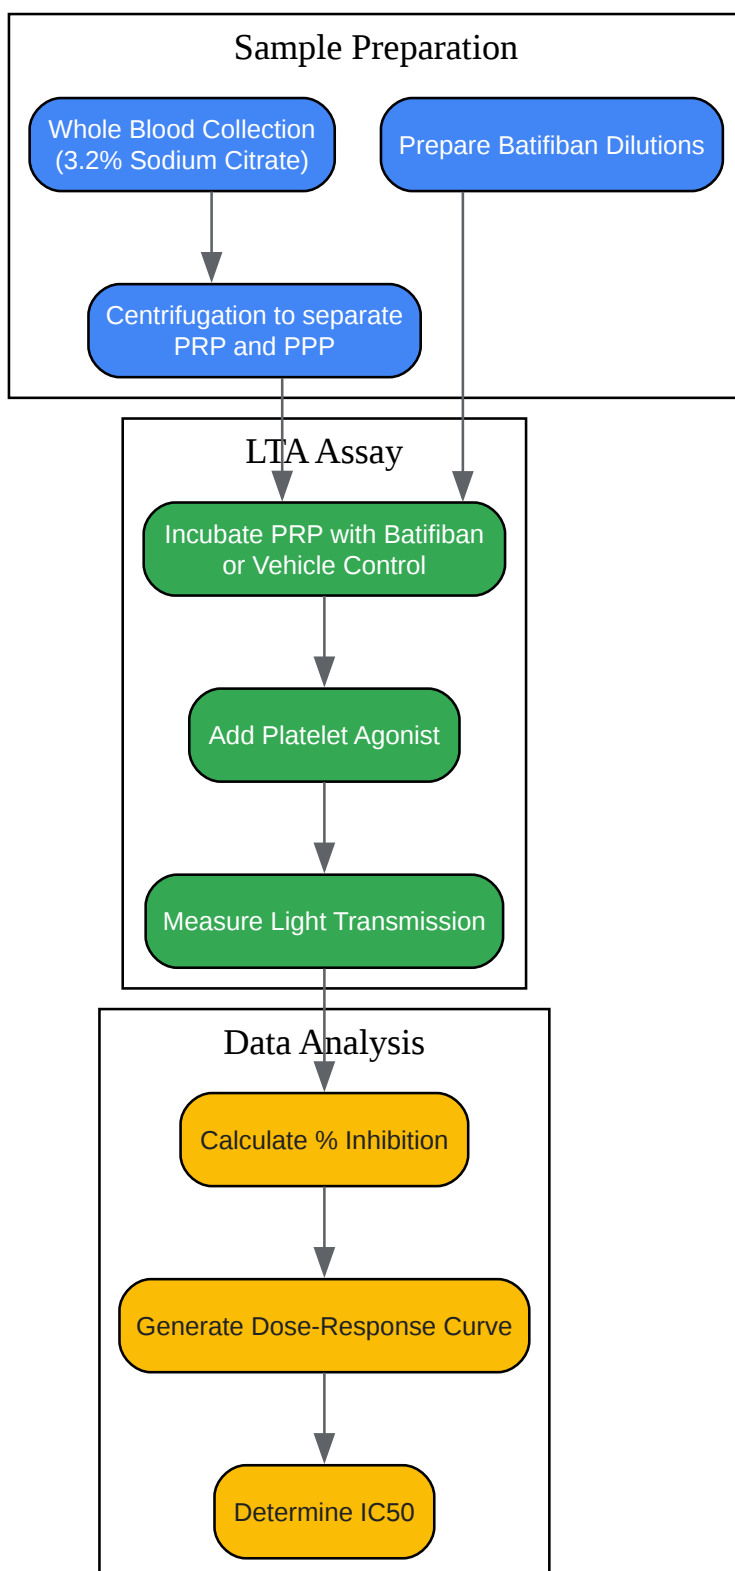 Sample Preparation
Whole Blood Collection
(3.2% Sodium Citrate)
Prepare Batifiban Dilutions
Centrifugation to separate
PRP and PPP
LTA Assay
Incubate PRP with Batifiban
or Vehicle Control
Add Platelet Agonist
Measure Light Transmission
Data Analysis
Calculate % Inhibition
Generate Dose-Response Curve
Determine IC50